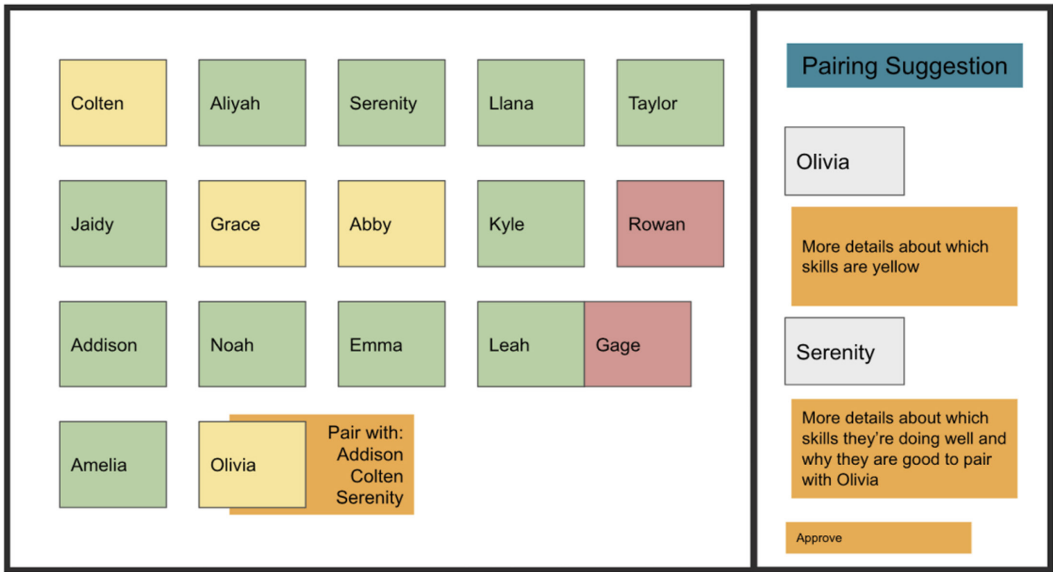 Colten
Aliyah
Serenity
Llana
Taylor
Jaidy
Grace
Abby
Kyle
Rowan
Addison
Noah
Emma
Leah
Gage
Amelia
Olivia
Pair with:
Addison
Colten
Serenity
Pairing Suggestion
Olivia
More details about which
skills are yellow
Serenity
More details about which
skills they're doing well and
why they are good to pair
with Olivia
Approve